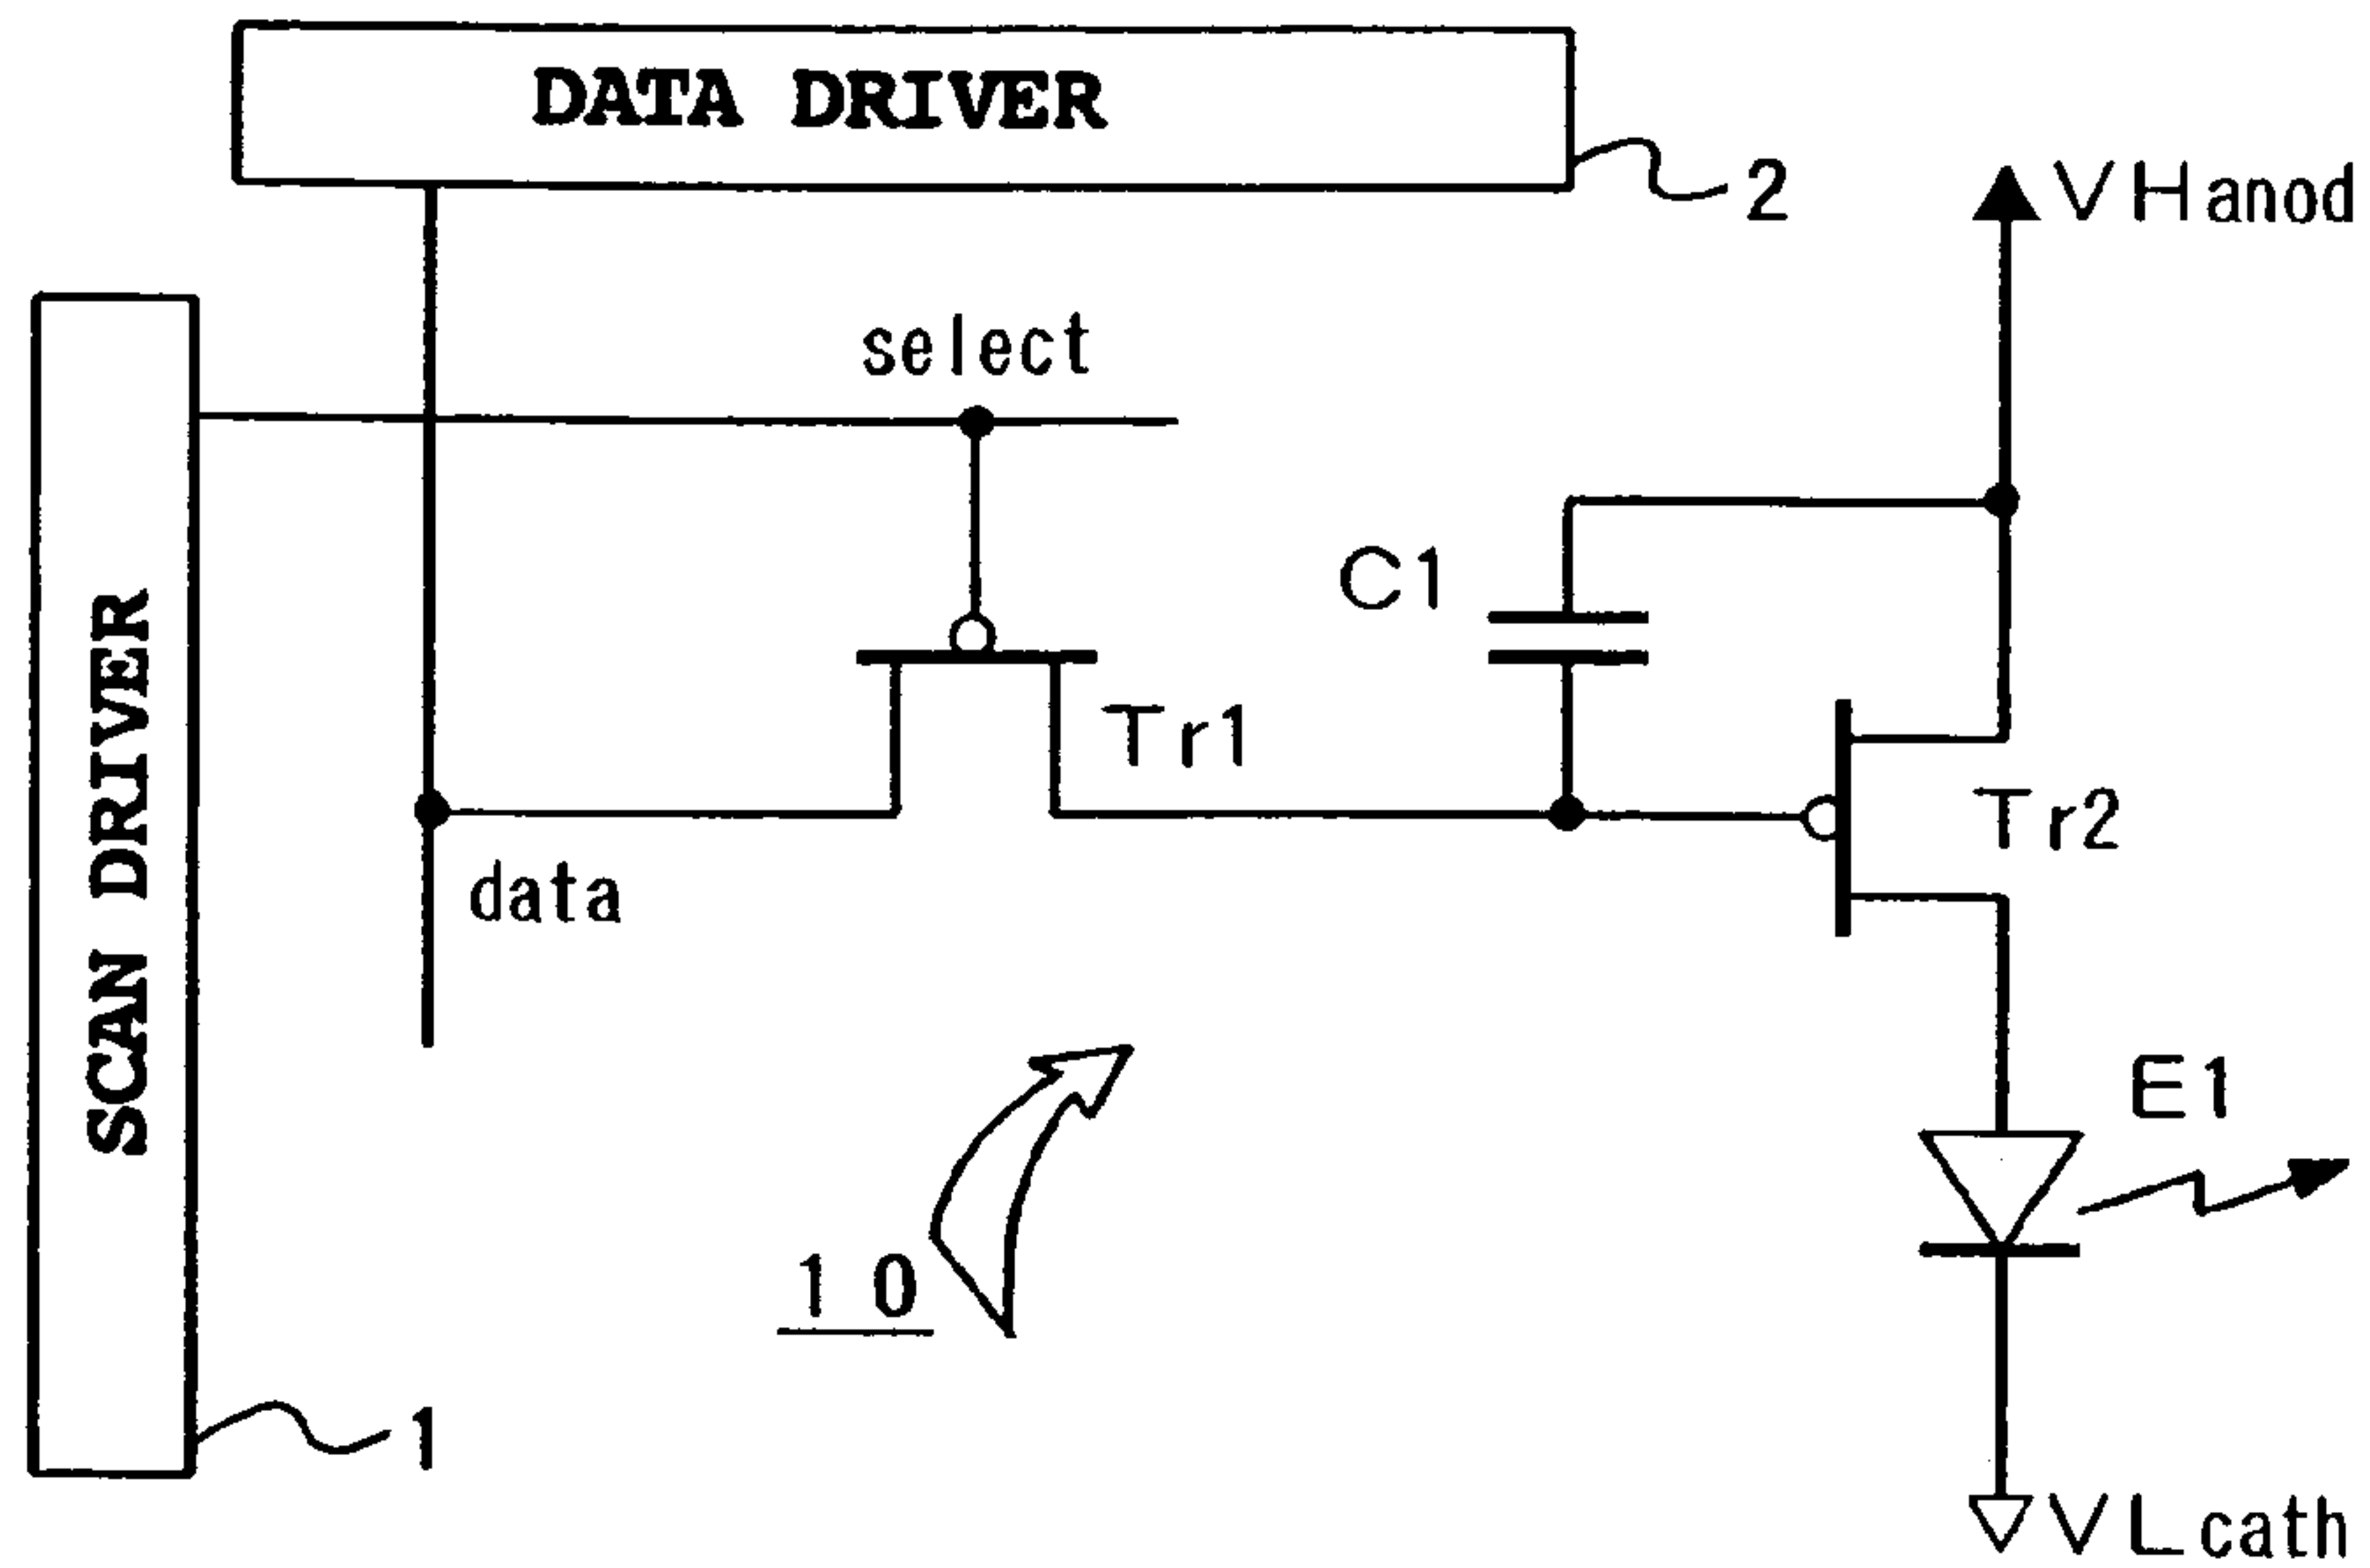 DATA DRIVER
2
VHanod
select
C1
SCAN DRIVER
Tr1
Tr2
data
E1
10
1
VLcath